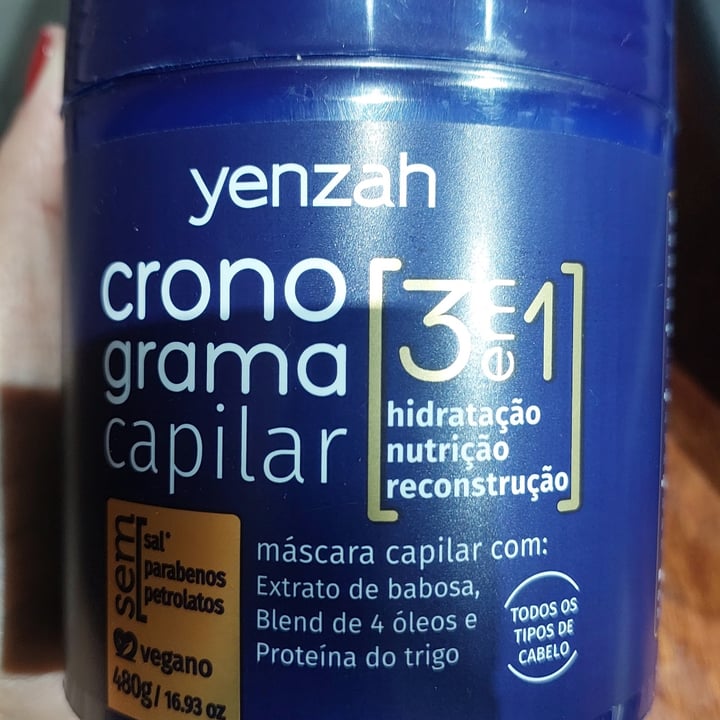 yenzah
crono
grama
capilar
3 em 1
hidratação
nutrição
reconstrução
sem
sal*
parabenos
petrolatos
vegano
480g/16.93 oz
máscara capilar com:
Extrato de babosa,
Blend de 4 óleos e
Proteína do trigo
TODOS OS
TIPOS DE
CABELO